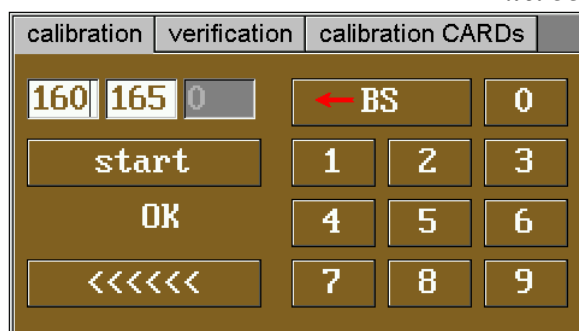 calibration verification calibration CARDs
160 165 0 BS 0
start 1 2 3
OK 4 5 6
<<<<<< 7 8 9